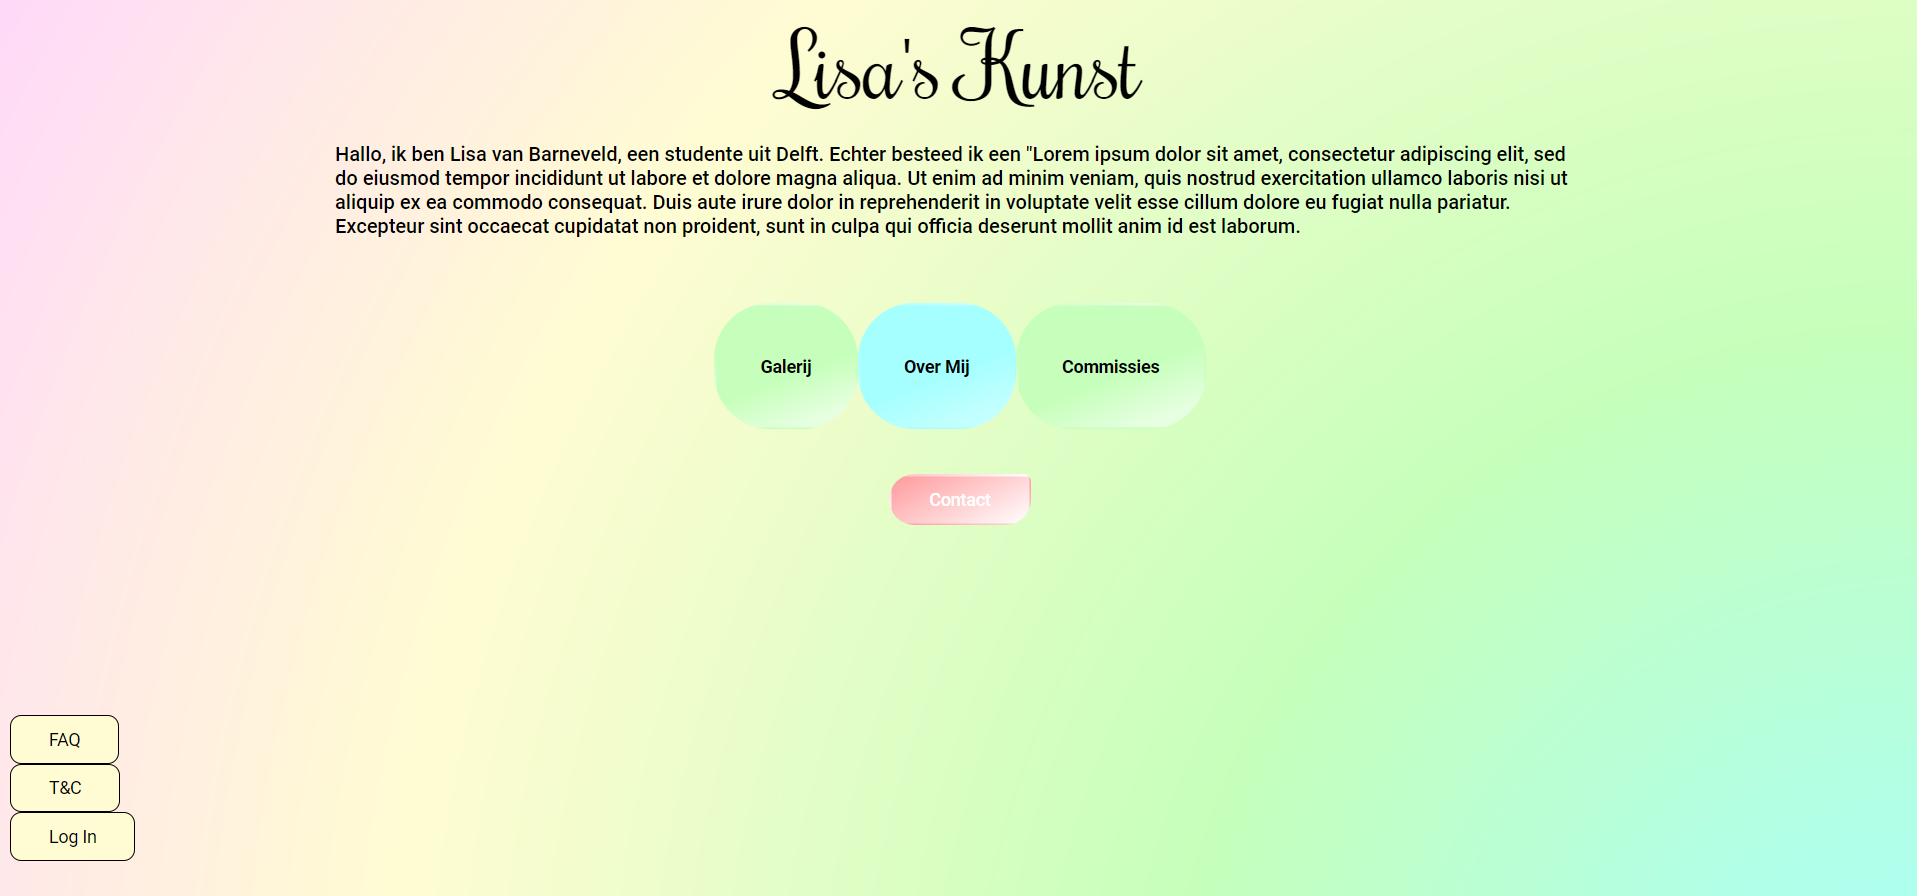 Lisa's Kunst
Hallo, ik ben Lisa van Barneveld, een studente uit Delft. Echter besteed ik een "Lorem ipsum dolor sit amet, consectetur adipiscing elit, sed
do eiusmod tempor incididunt ut labore et dolore magna aliqua. Ut enim ad minim veniam, quis nostrud exercitation ullamco laboris nisi ut
aliquip ex ea commodo consequat. Duis aute irure dolor in reprehenderit in voluptate velit esse cillum dolore eu fugiat nulla pariatur.
Excepteur sint occaecat cupidatat non proident, sunt in culpa qui officia deserunt mollit anim id est laborum.
Galerij
Over Mij
Commissies
Contact
FAQ
T&C
Log In